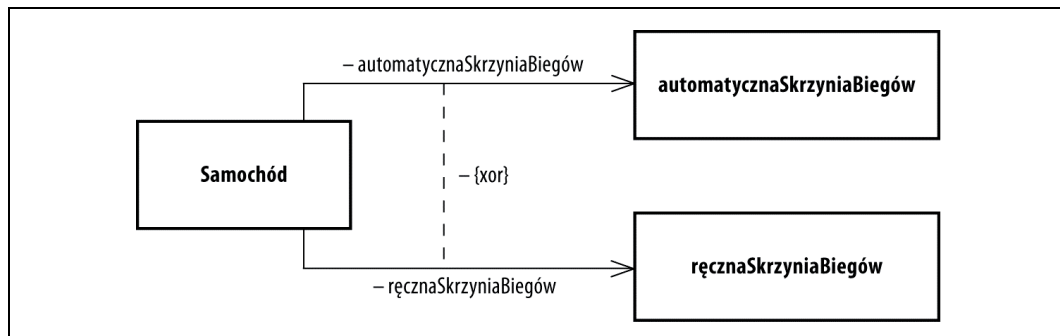 – automatycznaSkrzyniaBiegów
automatycznaSkrzyniaBiegów
Samochód
– {xor}
ręcznaSkrzyniaBiegów
– ręcznaSkrzyniaBiegów